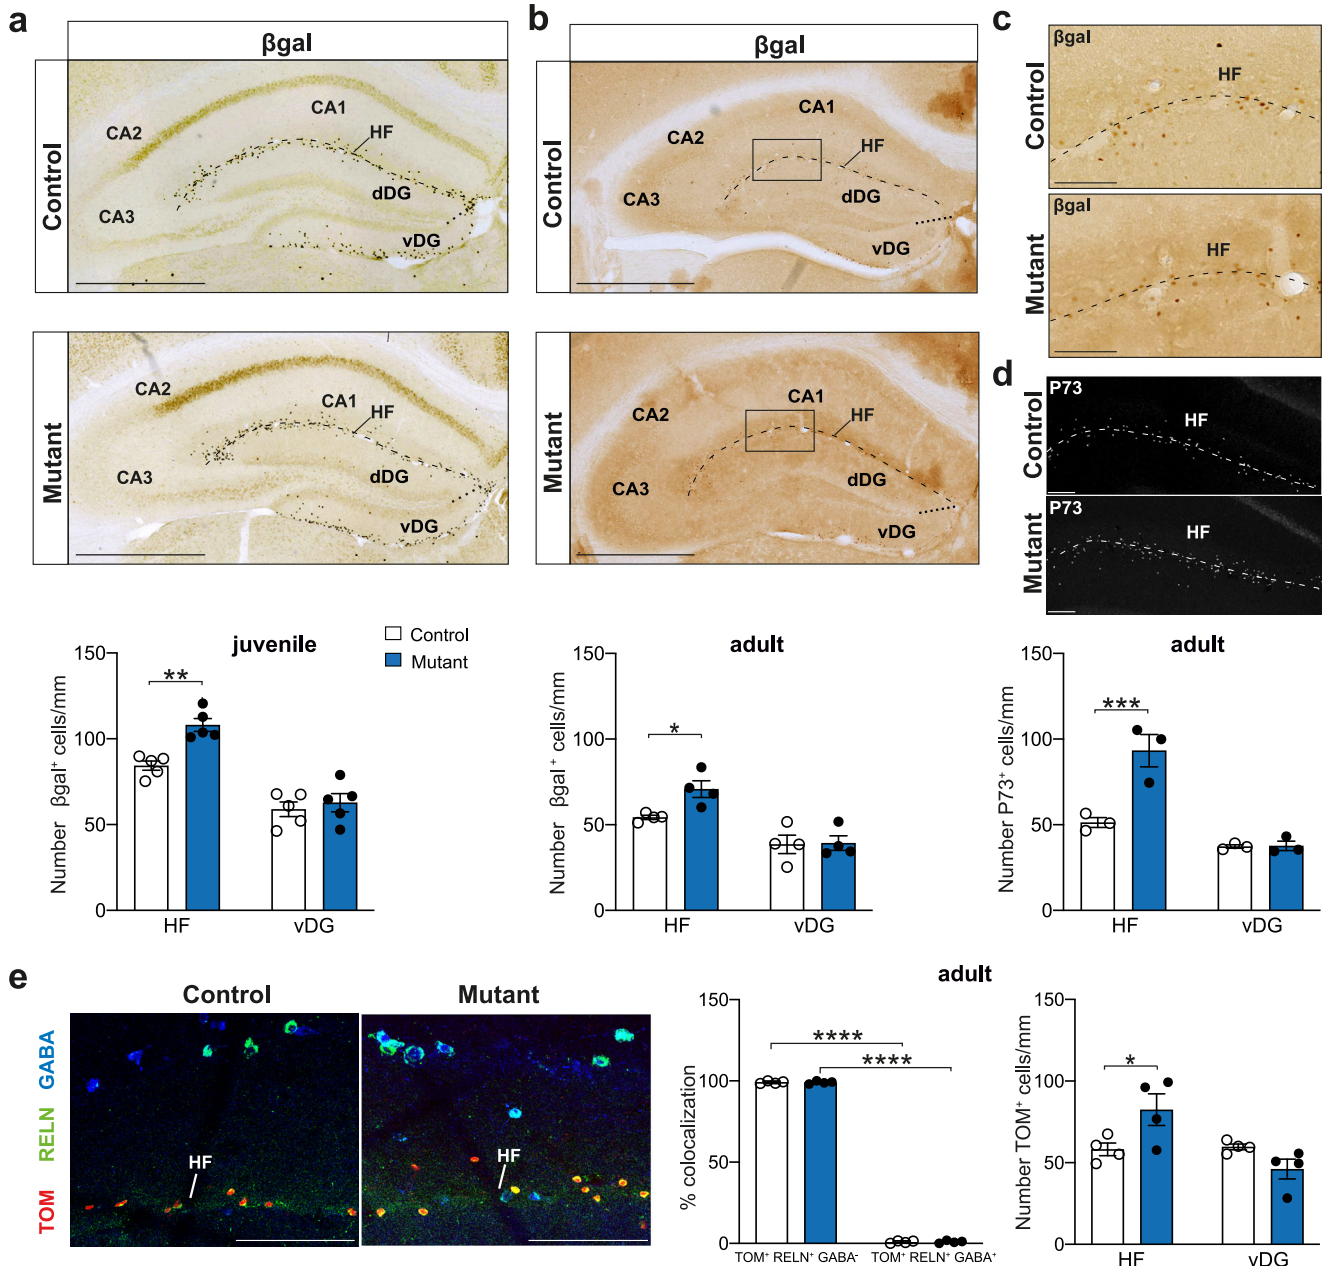 a
βgal
Control
CA1
CA2
HF
dDG
CA3
vDG
Mutant
CA2
CA1
HF
CA3
dDG
vDG
b
βgal
Control
CA1
CA2
HF
CA3
dDG
vDG
Mutant
CA1
CA2
HF
CA3
dDG
vDG
c
Control
βgal
HF
Mutant
βgal
HF
d
Control
P73
HF
Mutant
P73
HF
juvenile
Control
Mutant
Number βgal⁺ cells/mm
150
100
50
0
**
HF vDG
adult
Number βgal⁺ cells/mm
150
100
50
0
*
HF vDG
adult
Number P73⁺ cells/mm
150
100
50
0
***
HF vDG
e
Control Mutant
TOM RELN GABA
HF
HF
adult
% colocalization
150
100
50
0
****
****
TOM⁺ RELN⁺ GABA⁻ TOM⁺ RELN⁺ GABA⁺
Number TOM⁺ cells/mm
150
100
50
0
*
HF vDG